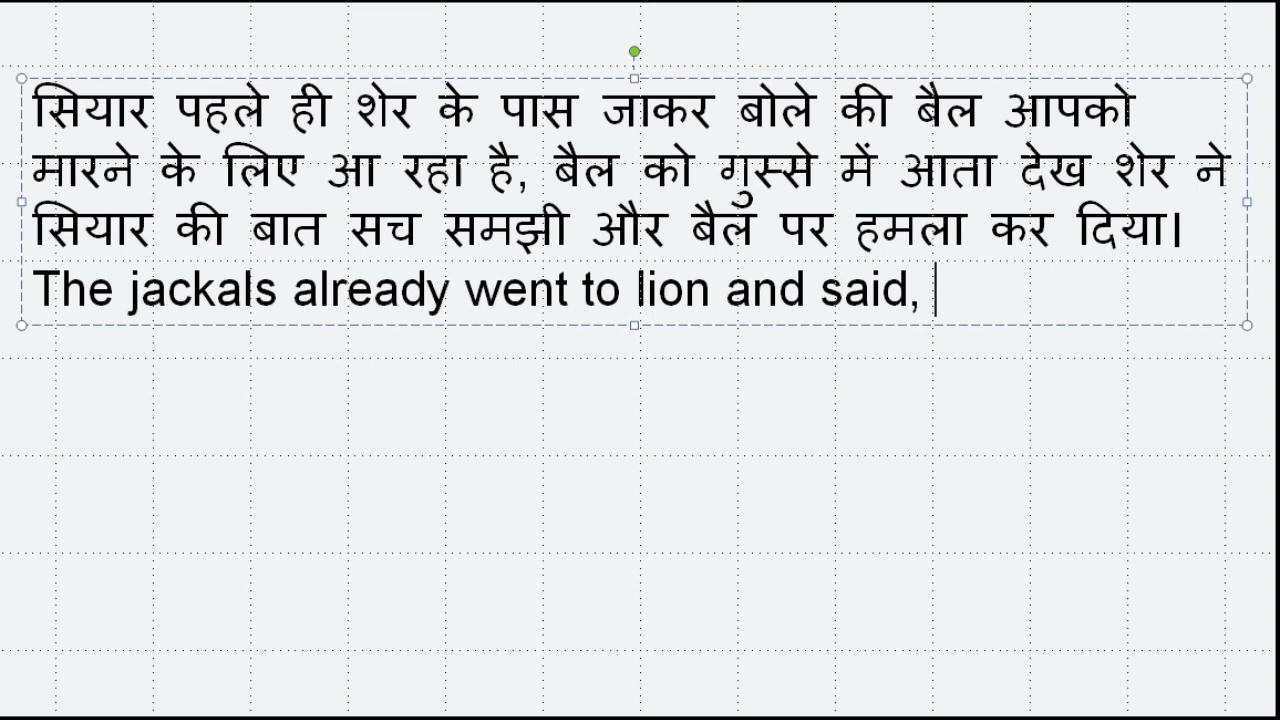 सियार पहले ही शेर के पास जाकर बोले की बैल आपको
मारने के लिए आ रहा है, बैल को गुस्से में आता देख शेर ने
सियार की बात सच समझी और बैल पर हमला कर दिया।
The jackals already went to lion and said,